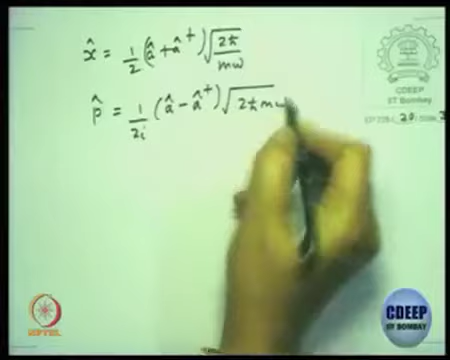 x̂ = 1/2 (â + â†) √(2ħ/mω)
p̂ = 1/2i (â − â†) √(2ħmω)
CDEEP
IIT Bombay
NPTEL
CDEEP
IIT Bombay